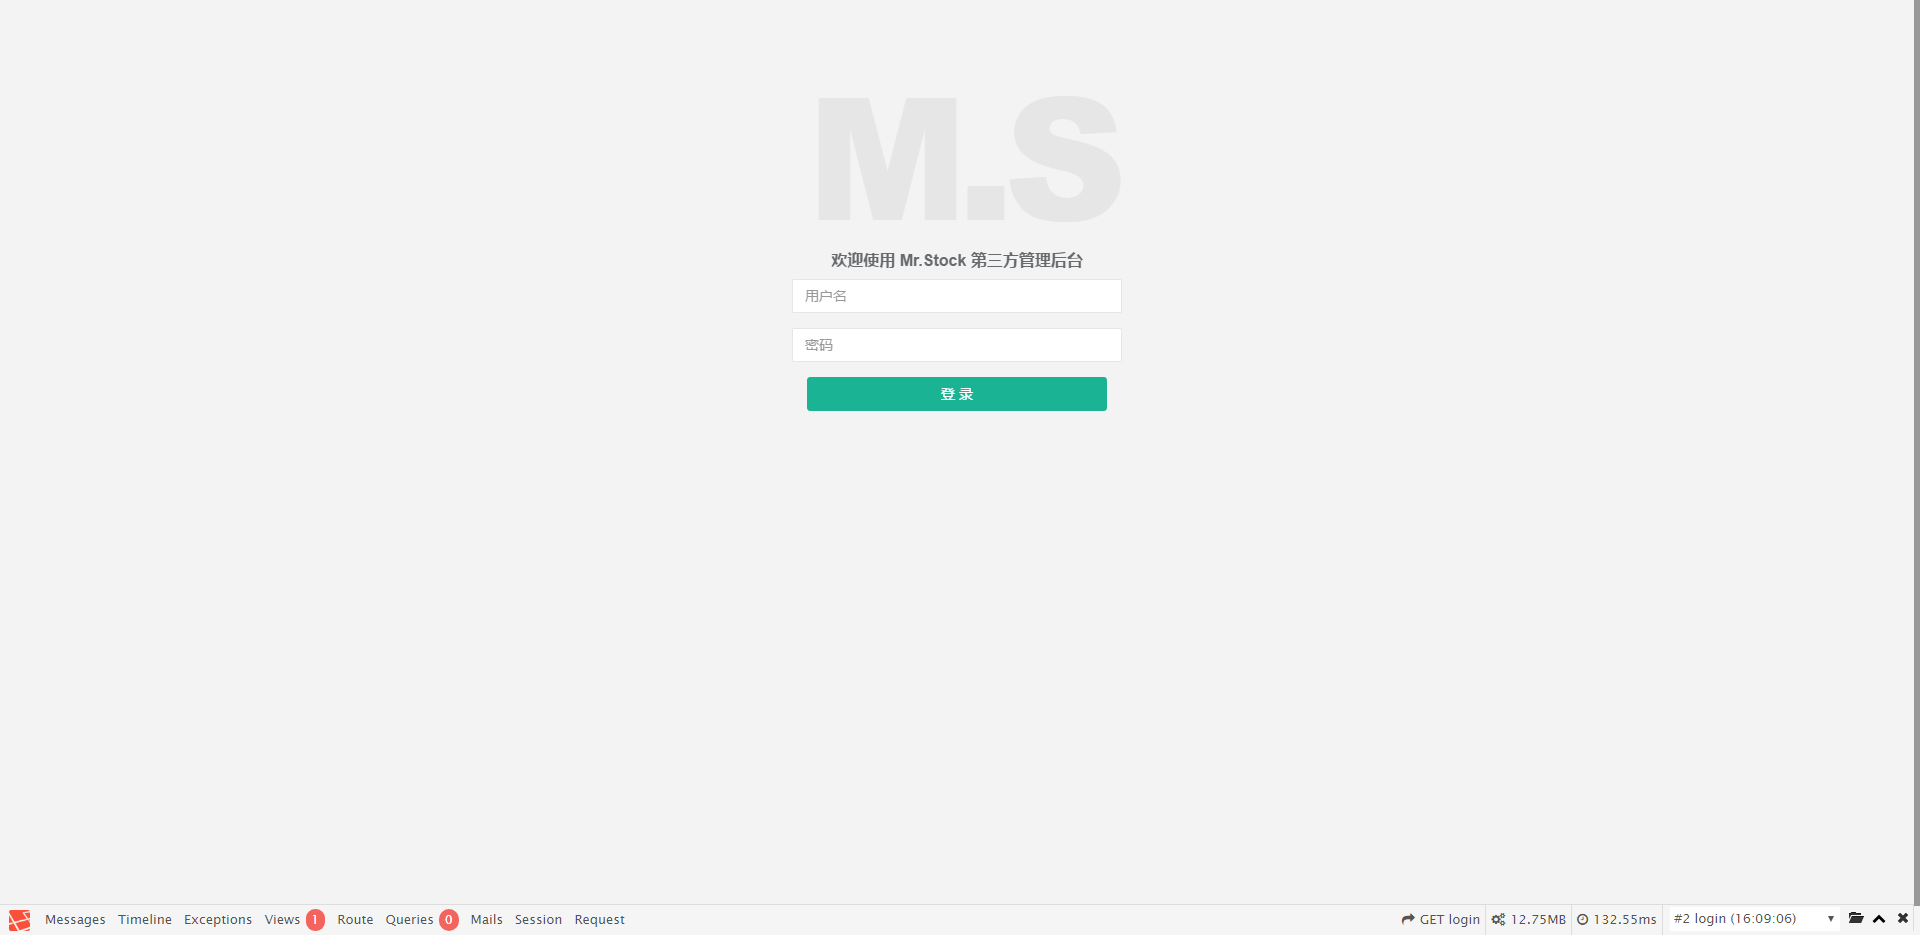 M.S
欢迎使用 Mr.Stock 第三方管理后台
用户名
密码
登 录
Messages Timeline Exceptions Views 1 Route Queries 0 Mails Session Request GET login 12.75MB 132.55ms #2 login (16:09:06)